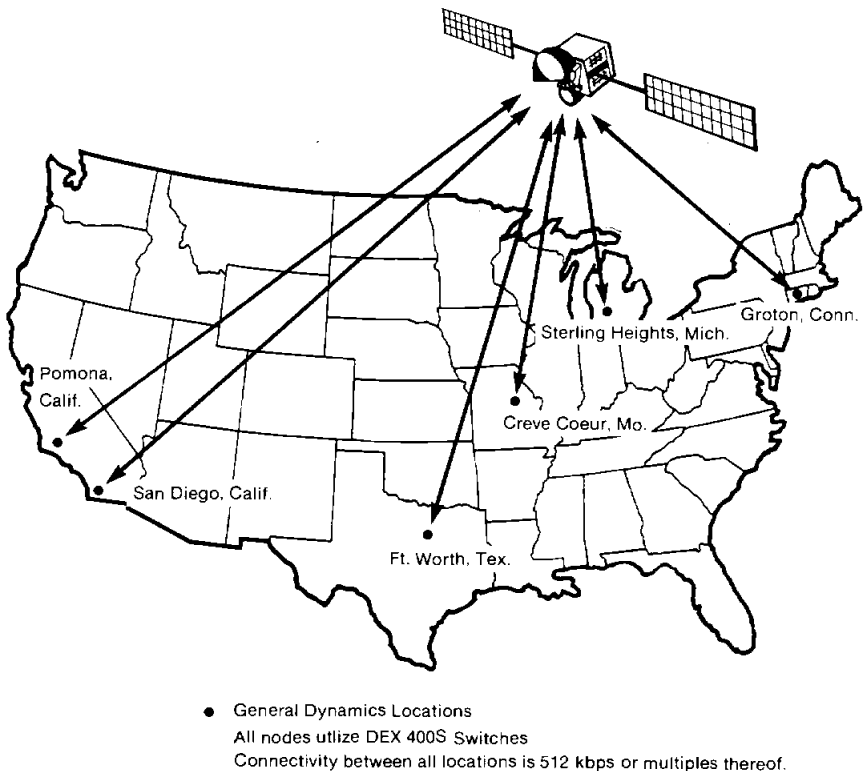 Groton, Conn.
Sterling Heights, Mich.
Pomona,
Calif.
Creve Coeur, Mo.
San Diego, Calif.
Ft. Worth, Tex.
● General Dynamics Locations
All nodes utlize DEX 400S Switches
Connectivity between all locations is 512 kbps or multiples thereof.